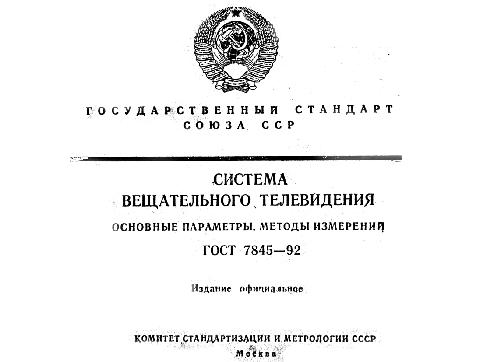 ГОСУДАРСТВЕННЫЙ СТАНДАРТ
СОЮЗА ССР
СИСТЕМА
ВЕЩАТЕЛЬНОГО ТЕЛЕВИДЕНИЯ
ОСНОВНЫЕ ПАРАМЕТРЫ. МЕТОДЫ ИЗМЕРЕНИЙ
ГОСТ 7845—92
Издание официальное
КОМИТЕТ СТАНДАРТИЗАЦИИ И МЕТРОЛОГИИ СССР
Москва